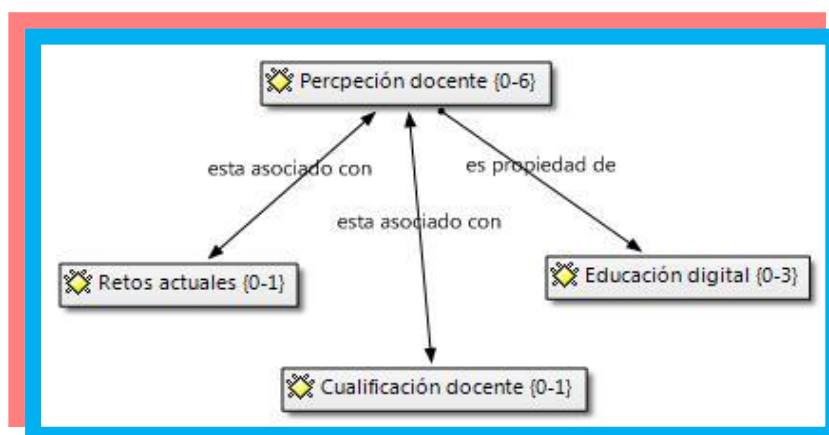 Percpeción docente {0-6}
esta asociado con
es propiedad de
esta asociado con
Retos actuales {0-1}
Educación digital {0-3}
Cualificación docente {0-1}